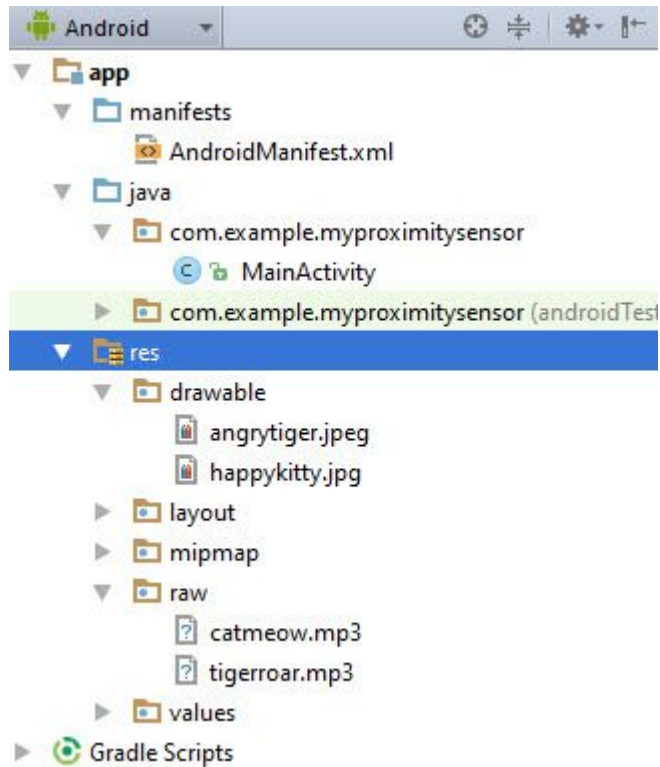 Android
app
manifests
AndroidManifest.xml
java
com.example.myproximitysensor
MainActivity
com.example.myproximitysensor (androidTest
res
drawable
angrytiger.jpeg
happykitty.jpg
layout
mipmap
raw
catmeow.mp3
tigerroar.mp3
values
Gradle Scripts